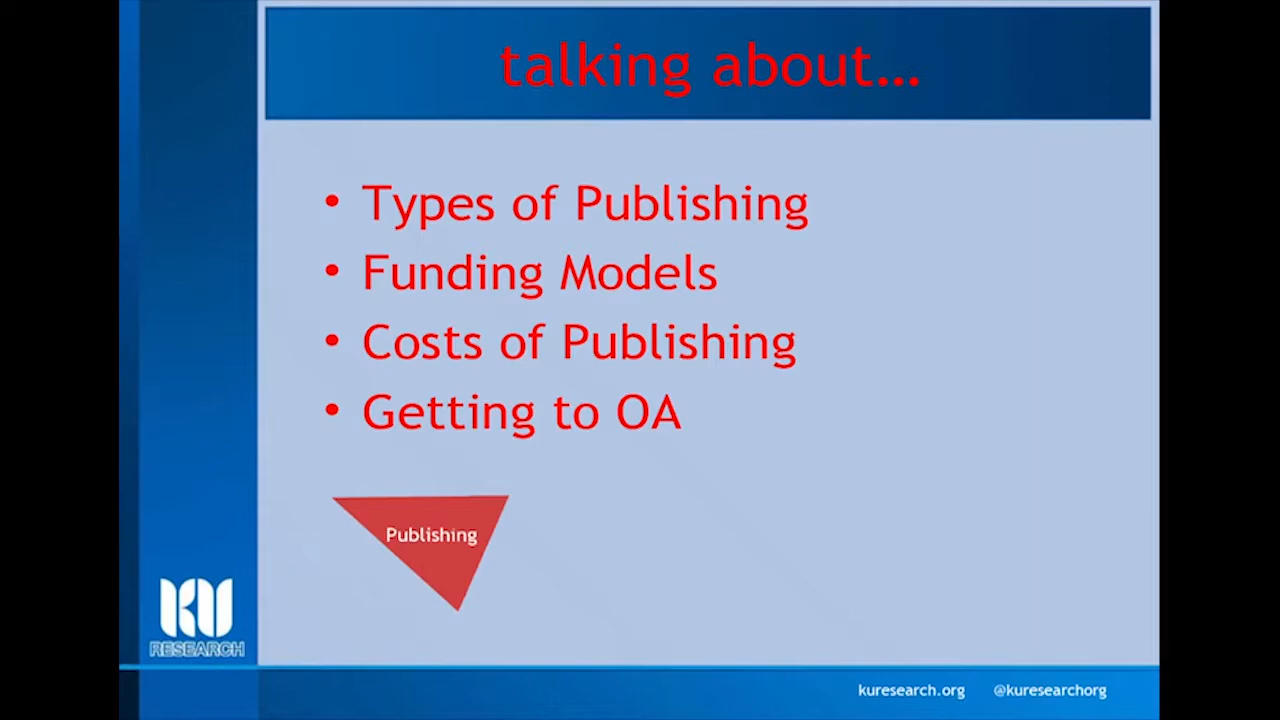 talking about…
• Types of Publishing
• Funding Models
• Costs of Publishing
• Getting to OA
Publishing
KU
RESEARCH
kuresearch.org @kuresearchorg